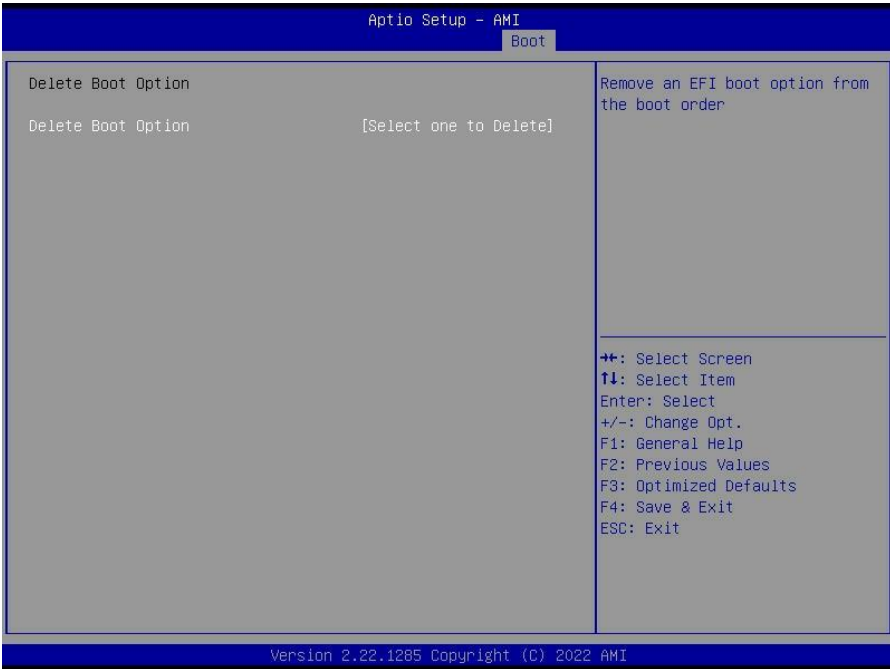 Aptio Setup – AMI
Boot
Delete Boot Option
Delete Boot Option [Select one to Delete]
Remove an EFI boot option from
the boot order
→←: Select Screen
↑↓: Select Item
Enter: Select
+/-: Change Opt.
F1: General Help
F2: Previous Values
F3: Optimized Defaults
F4: Save & Exit
ESC: Exit
Version 2.22.1285 Copyright (C) 2022 AMI